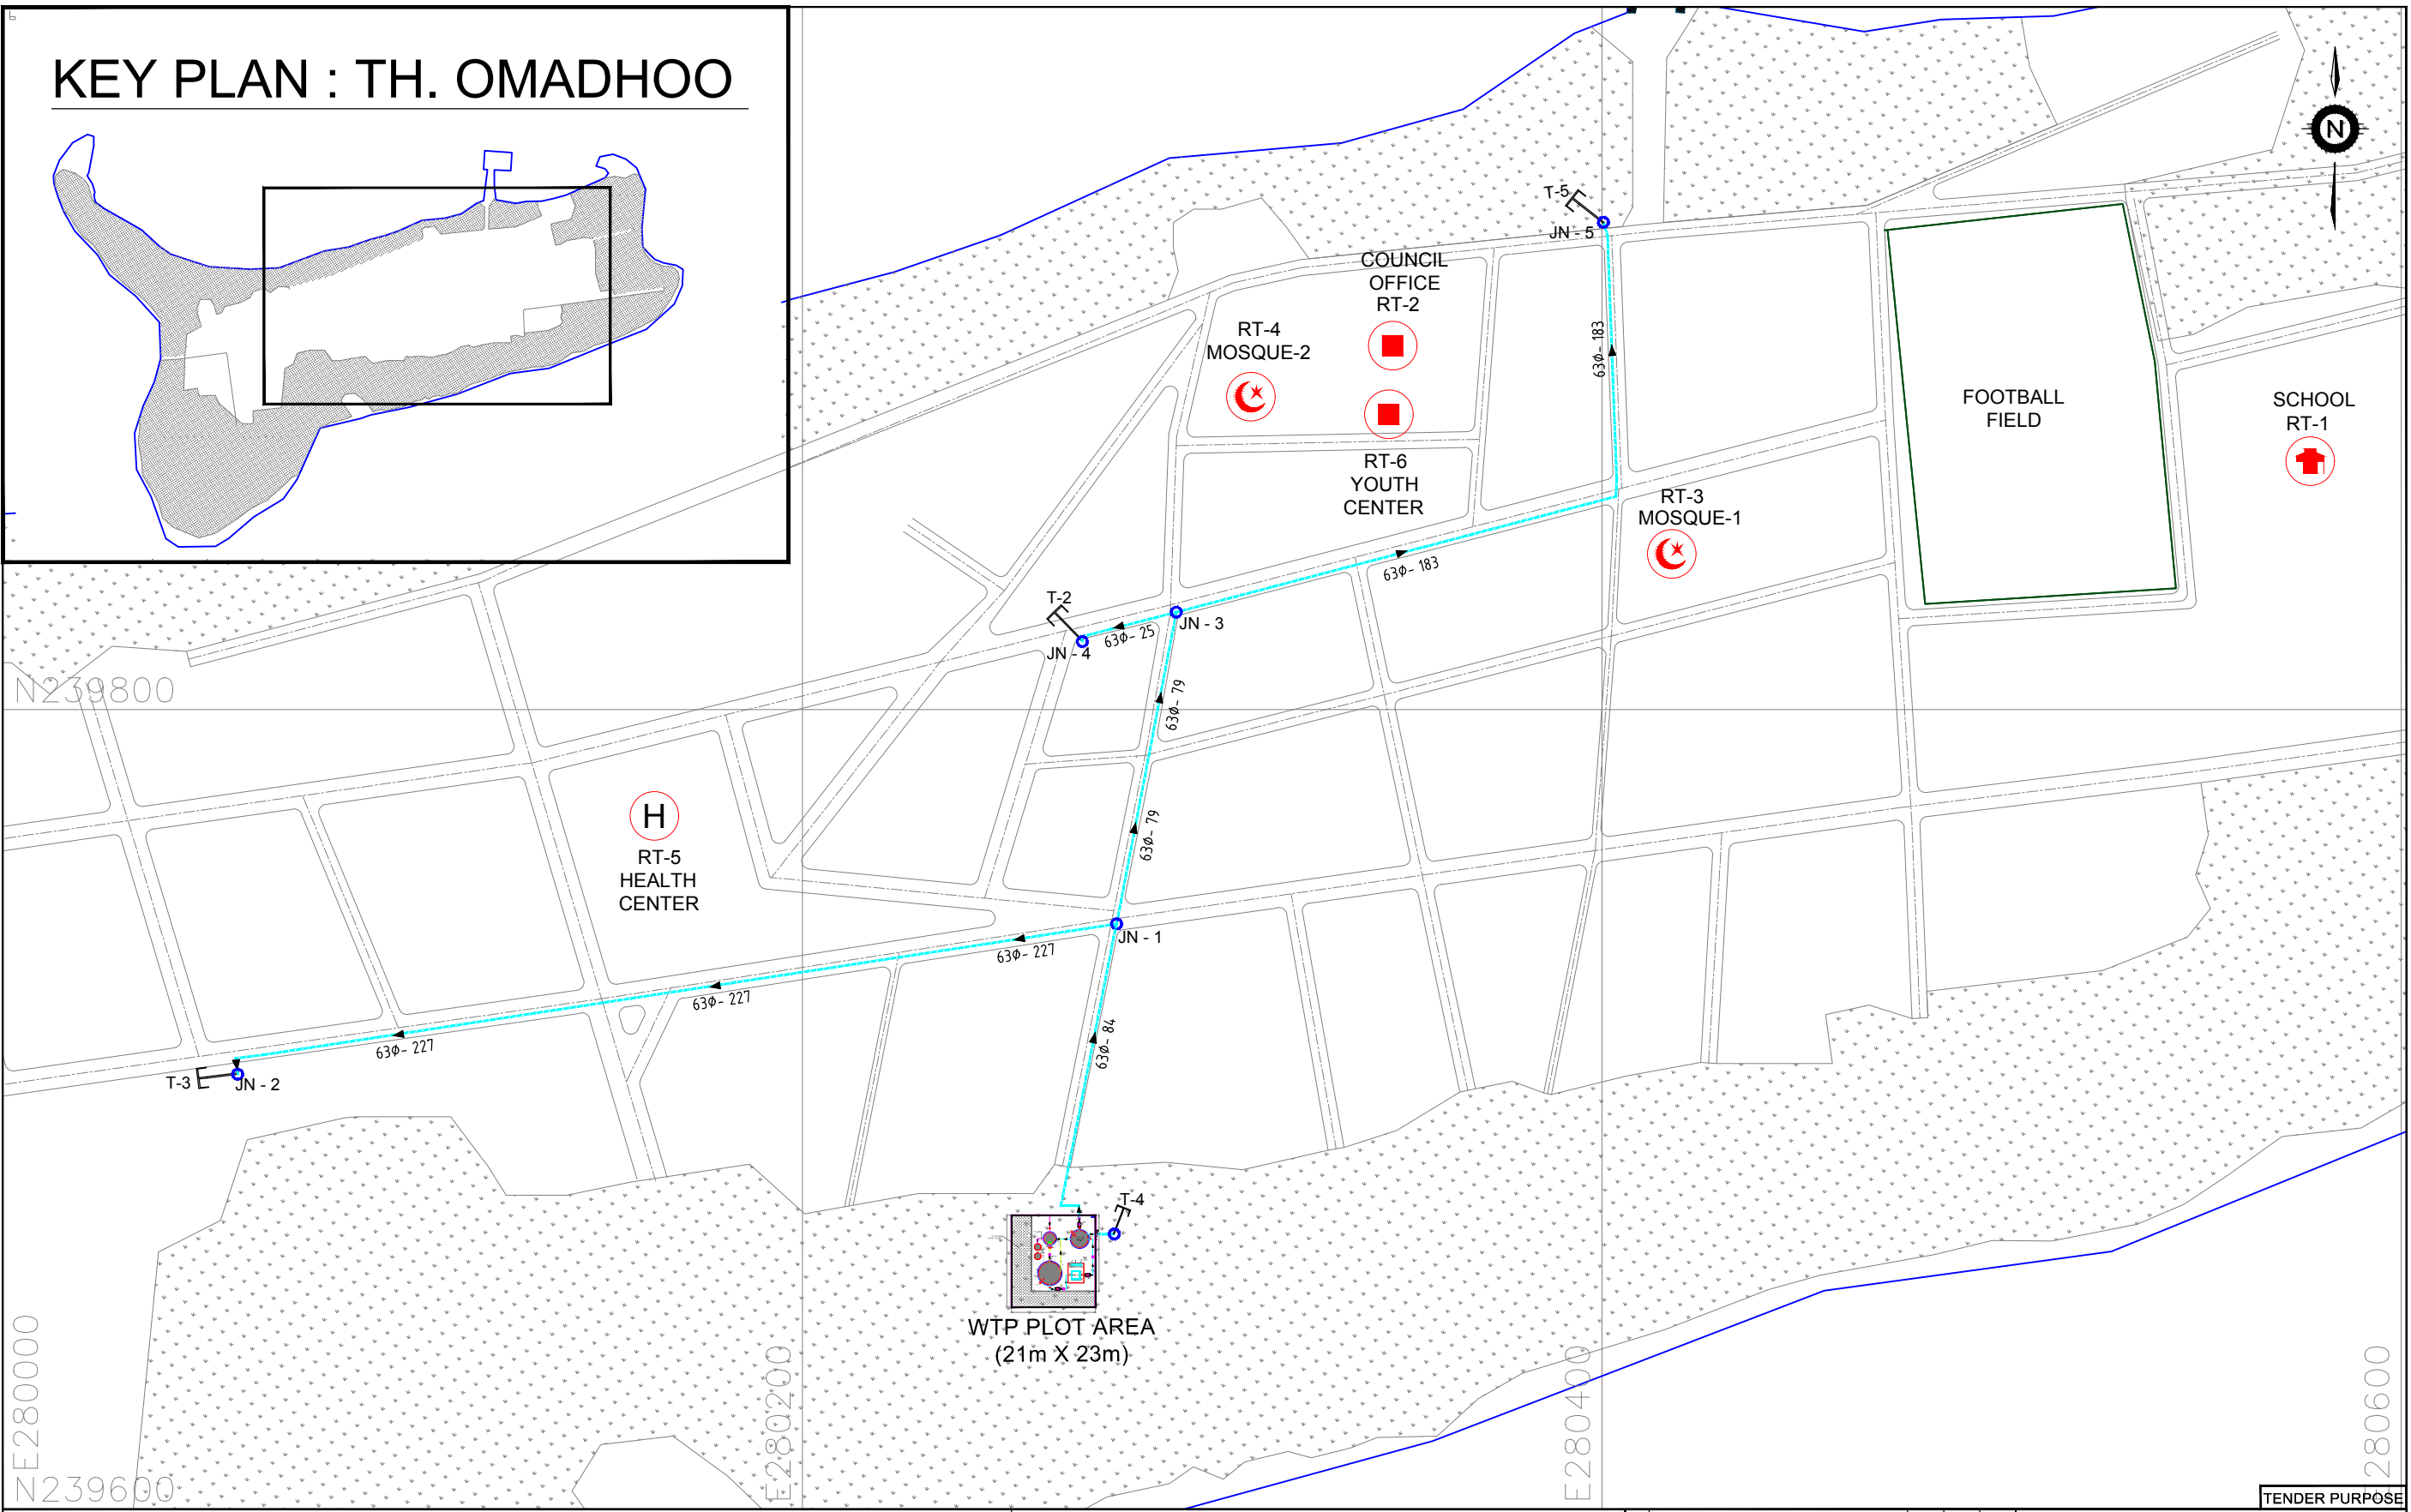 KEY PLAN : TH. OMADHOO
N
T-5
JN - 5
COUNCIL
OFFICE
RT-2
RT-4
MOSQUE-2
63Φ- 183
FOOTBALL
FIELD
SCHOOL
RT-1
RT-6
YOUTH
CENTER
RT-3
MOSQUE-1
63Φ- 183
T-2
JN - 3
63Φ- 25
JN - 4
N239800
63Φ- 79
H
RT-5
HEALTH
CENTER
63Φ- 79
JN - 1
63Φ- 227
63Φ- 227
63Φ- 227
63Φ- 84
T-3
JN - 2
T-4
WTP PLOT AREA
(21m X 23m)
E280000
E280200
E280400
280600
N239600
TENDER PURPOSE